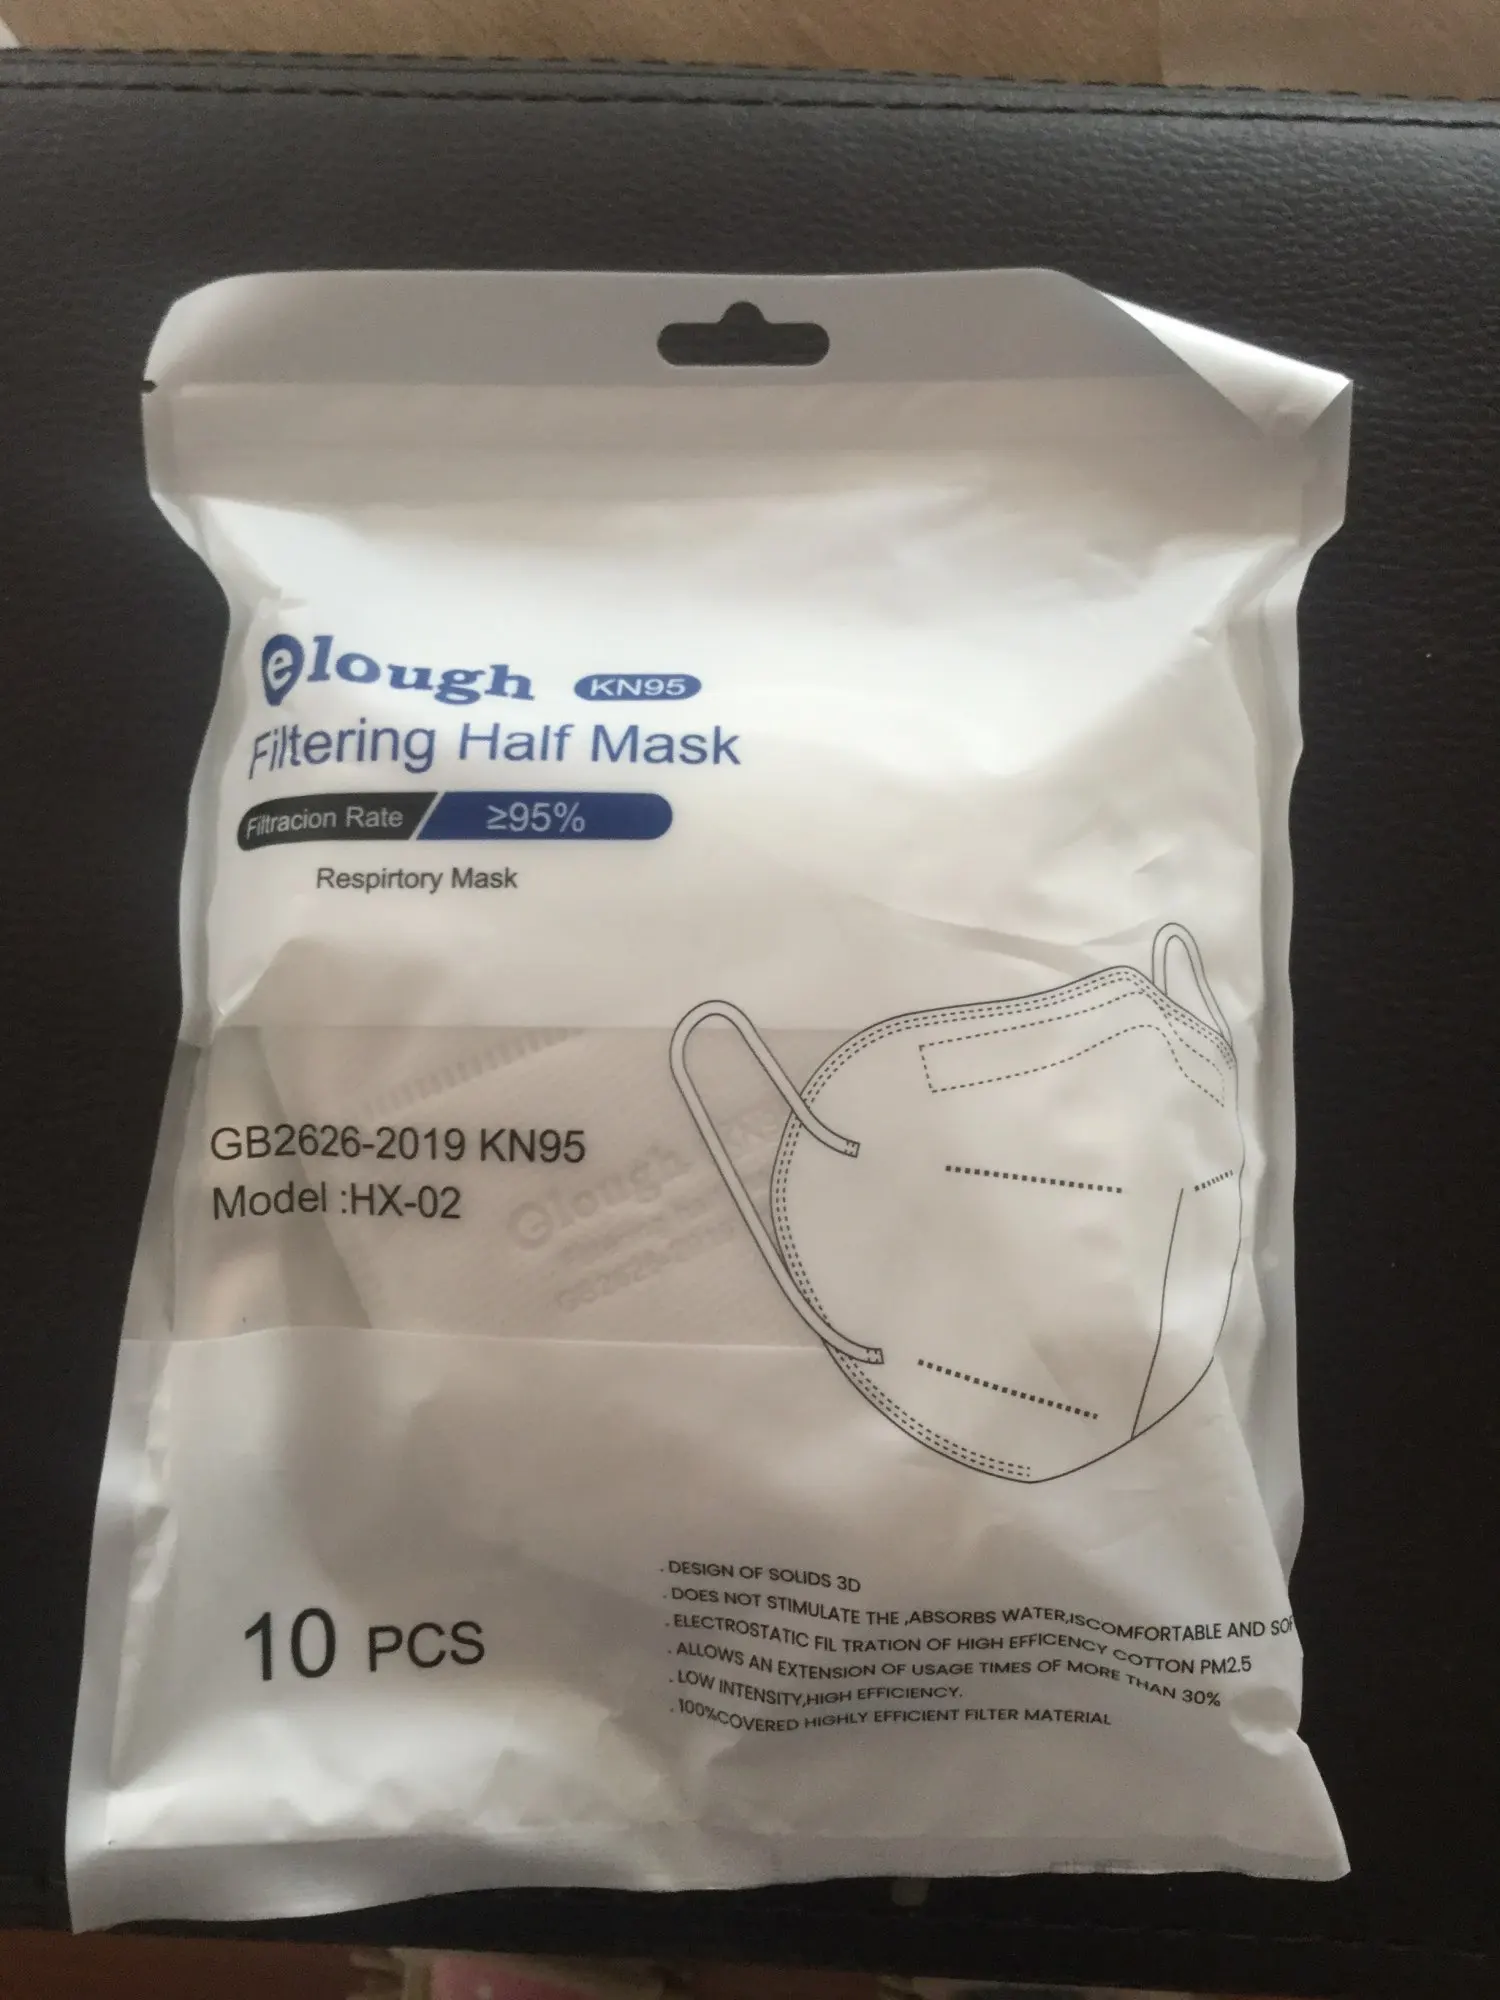 elough KN95
Filtering Half Mask
Filtracion Rate ≥95%
Respirtory Mask
GB2626-2019 KN95
Model :HX-02
elough
GB2626-2019
10 PCS
. DESIGN OF SOLIDS 3D
. DOES NOT STIMULATE THE ,ABSORBS WATER,ISCOMFORTABLE AND SOF
. ELECTROSTATIC FIL TRATION OF HIGH EFFICENCY COTTON PM2.5
. ALLOWS AN EXTENSION OF USAGE TIMES OF MORE THAN 30%
. LOW INTENSITY,HIGH EFFICIENCY.
. 100%COVERED HIGHLY EFFICIENT FILTER MATERIAL